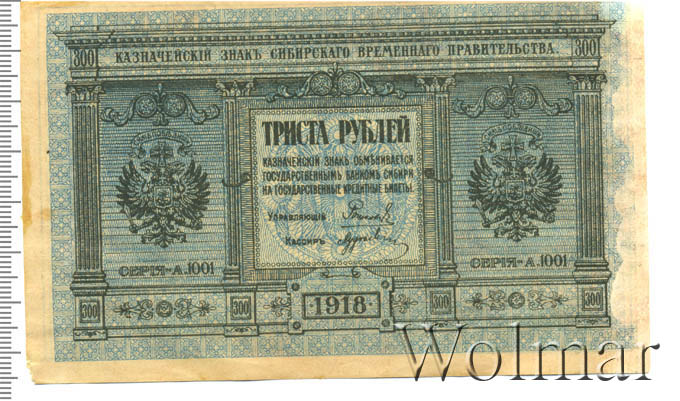 300 КАЗНАЧЕЙСКІЙ ЗНАКЪ СИБИРСКАГО ВРЕМЕННАГО ПРАВИТЕЛЬСТВА. 300
ТРИСТА РУБЛЕЙ
КАЗНАЧЕЙСКІЙ ЗНАКЪ ОБМѢНИВАЕТСЯ
ГОСУДАРСТВЕННЫМЪ БАНКОМЪ СИБИРИ
НА ГОСУДАРСТВЕННЫЕ КРЕДИТНЫЕ БИЛЕТЫ.
УПРАВЛЯЮЩІЙ
КАССИРЪ
СЕРІЯ-А.1001
СЕРІЯ-А.1001
300 300 1918 300 300
Wolmar